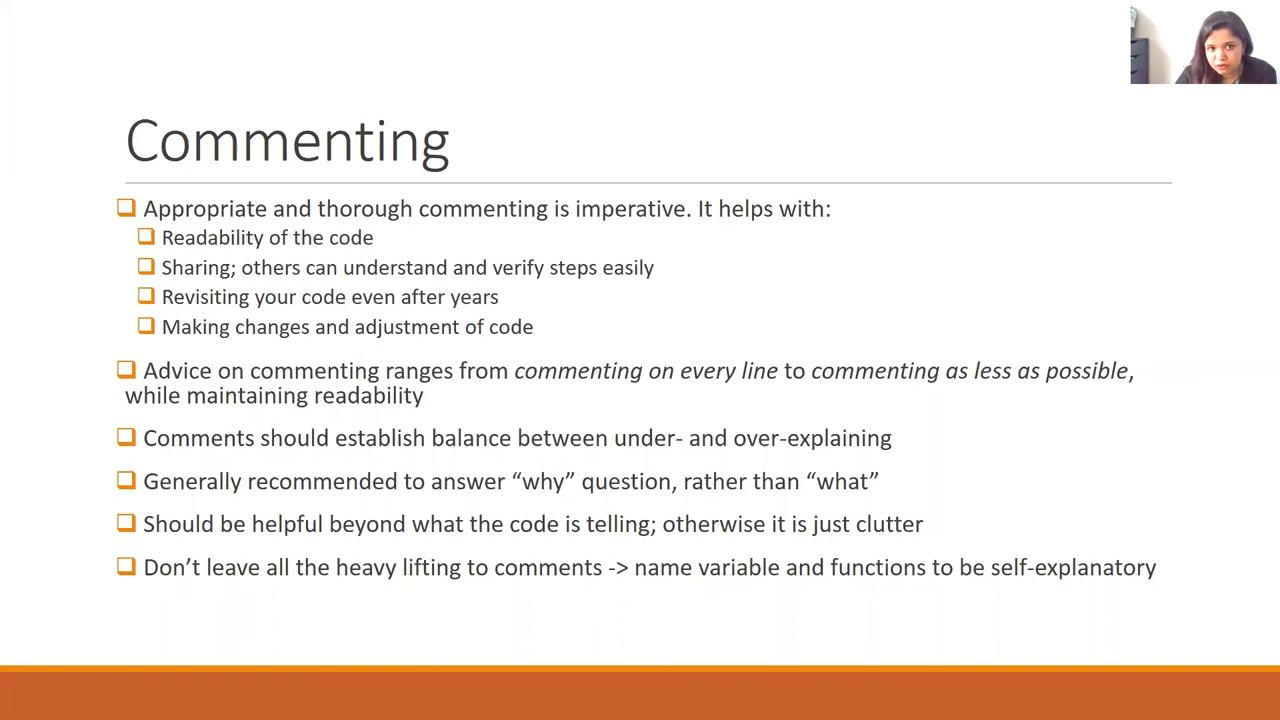 Commenting
Appropriate and thorough commenting is imperative. It helps with:
Readability of the code
Sharing; others can understand and verify steps easily
Revisiting your code even after years
Making changes and adjustment of code
Advice on commenting ranges from commenting on every line to commenting as less as possible,
while maintaining readability
Comments should establish balance between under- and over-explaining
Generally recommended to answer “why” question, rather than “what”
Should be helpful beyond what the code is telling; otherwise it is just clutter
Don’t leave all the heavy lifting to comments -> name variable and functions to be self-explanatory